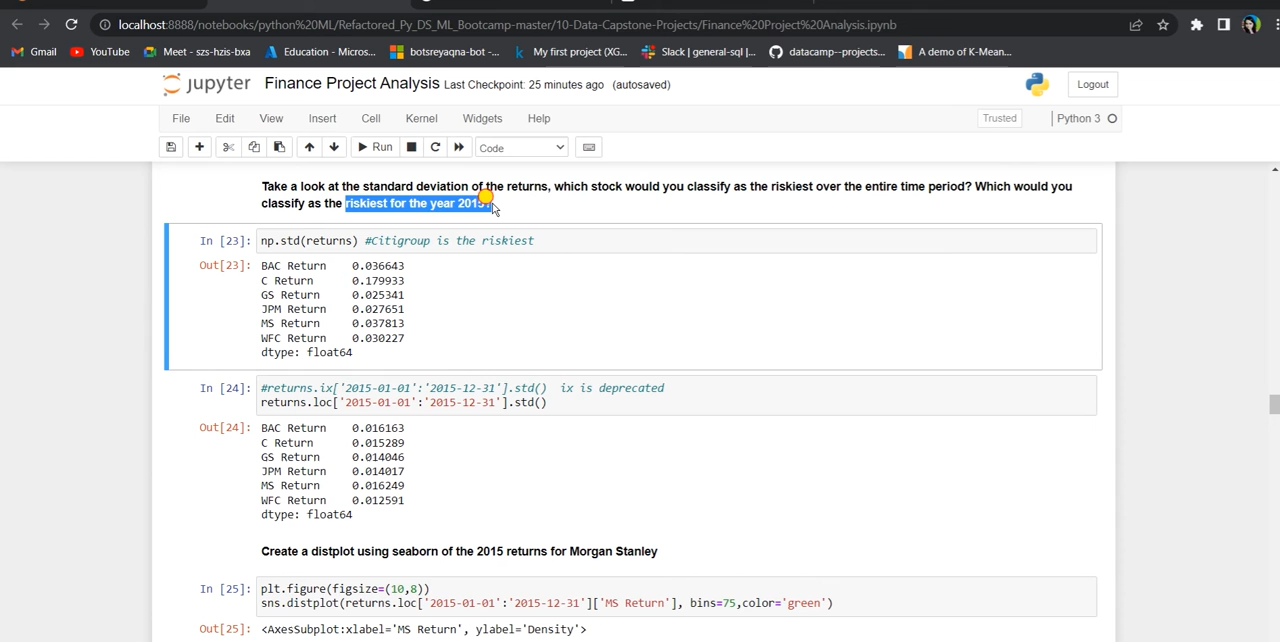 localhost:8888/notebooks/python%20ML/Refactored_Py_DS_ML_Bootcamp-master/10-Data-Capstone-Projects/Finance%20Project%20Analysis.ipynb
Gmail YouTube Meet - szs-hzis-bxa Education - Micros... botsreyaqna-bot -... My first project (XG... Slack | general-sql |... datacamp--projects... A demo of K-Mean...
jupyter Finance Project Analysis Last Checkpoint: 25 minutes ago (autosaved) Logout
File Edit View Insert Cell Kernel Widgets Help Trusted Python 3
Run Code
Take a look at the standard deviation of the returns, which stock would you classify as the riskiest over the entire time period? Which would you
classify as the riskiest for the year 2015?
In [23]: np.std(returns) #Citigroup is the riskiest
Out[23]: BAC Return 0.036643
C Return 0.179933
GS Return 0.025341
JPM Return 0.027651
MS Return 0.037813
WFC Return 0.030227
dtype: float64
In [24]: #returns.ix['2015-01-01':'2015-12-31'].std() ix is deprecated
returns.loc['2015-01-01':'2015-12-31'].std()
Out[24]: BAC Return 0.016163
C Return 0.015289
GS Return 0.014046
JPM Return 0.014017
MS Return 0.016249
WFC Return 0.012591
dtype: float64
Create a distplot using seaborn of the 2015 returns for Morgan Stanley
In [25]: plt.figure(figsize=(10,8))
sns.distplot(returns.loc['2015-01-01':'2015-12-31']['MS Return'], bins=75,color='green')
Out[25]: <AxesSubplot:xlabel='MS Return', ylabel='Density'>